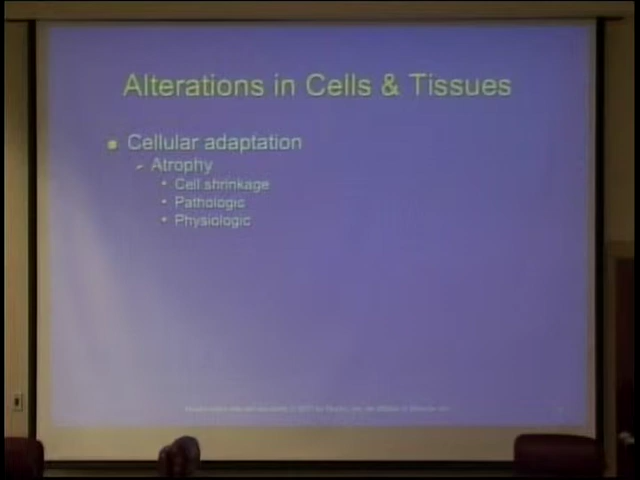 Alterations in Cells & Tissues
Cellular adaptation
Atrophy
Cell shrinkage
Pathologic
Physiologic